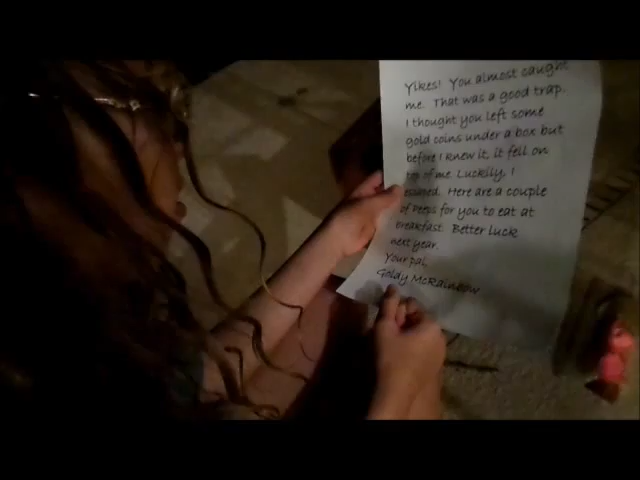 Yikes! You almost caught
me. That was a good trap.
I thought you left some
gold coins under a box but
before I knew it, it fell on
top of me. Luckily, I
escaped. Here are a couple
of Peeps for you to eat at
breakfast. Better luck
next year.
Your pal,
Goldy McRainbow